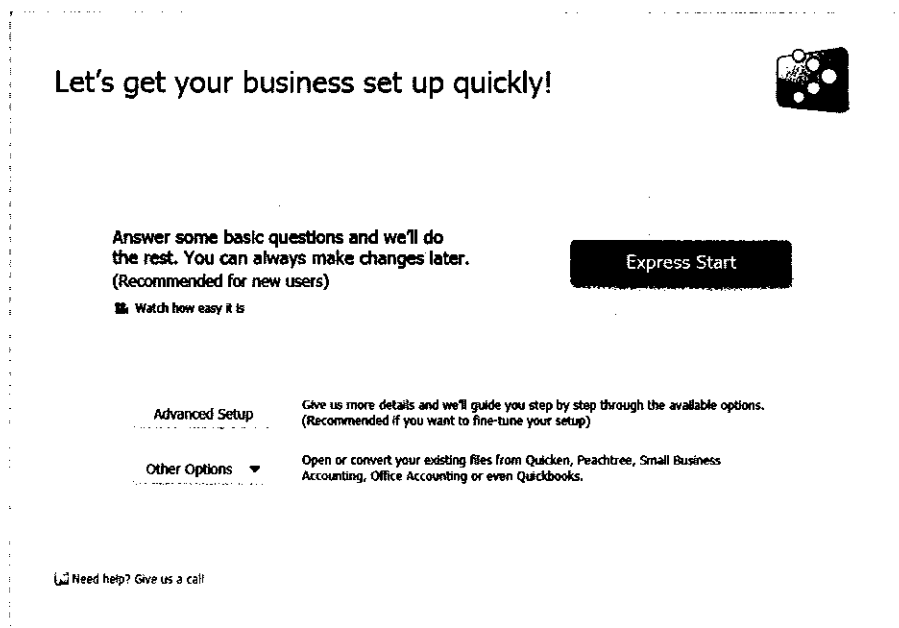 Let's get your business set up quickly!
Answer some basic questions and we'll do
the rest. You can always make changes later.
(Recommended for new users)
Watch how easy it is
Express Start
Advanced Setup
Give us more details and we'll guide you step by step through the available options.
(Recommended if you want to fine-tune your setup)
Other Options
Open or convert your existing files from Quicken, Peachtree, Small Business
Accounting, Office Accounting or even Quickbooks.
Need help? Give us a call